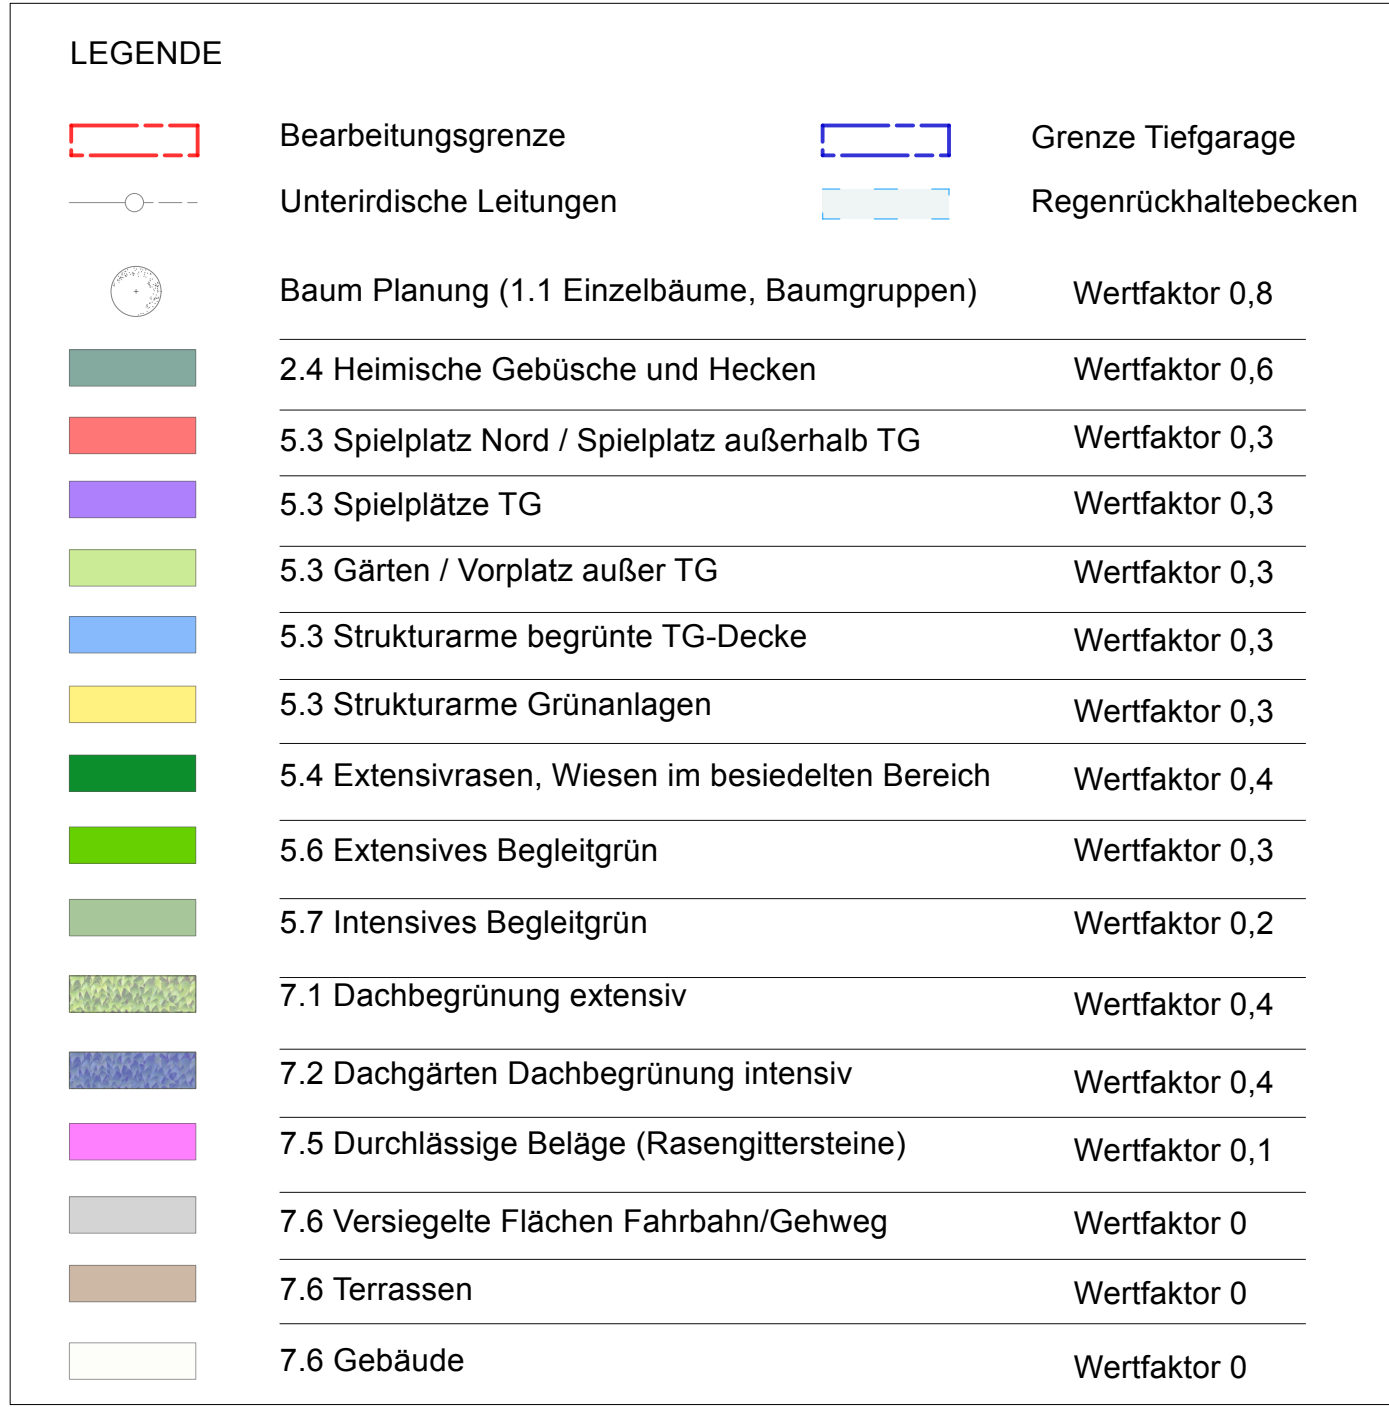 LEGENDE
Bearbeitungsgrenze
Grenze Tiefgarage
Unterirdische Leitungen
Regenrückhaltebecken
Baum Planung (1.1 Einzelbäume, Baumgruppen) Wertfaktor 0,8
2.4 Heimische Gebüsche und Hecken Wertfaktor 0,6
5.3 Spielplatz Nord / Spielplatz außerhalb TG Wertfaktor 0,3
5.3 Spielplätze TG Wertfaktor 0,3
5.3 Gärten / Vorplatz außer TG Wertfaktor 0,3
5.3 Strukturarme begrünte TG-Decke Wertfaktor 0,3
5.3 Strukturarme Grünanlagen Wertfaktor 0,3
5.4 Extensivrasen, Wiesen im besiedelten Bereich Wertfaktor 0,4
5.6 Extensives Begleitgrün Wertfaktor 0,3
5.7 Intensives Begleitgrün Wertfaktor 0,2
7.1 Dachbegrünung extensiv Wertfaktor 0,4
7.2 Dachgärten Dachbegrünung intensiv Wertfaktor 0,4
7.5 Durchlässige Beläge (Rasengittersteine) Wertfaktor 0,1
7.6 Versiegelte Flächen Fahrbahn/Gehweg Wertfaktor 0
7.6 Terrassen Wertfaktor 0
7.6 Gebäude Wertfaktor 0